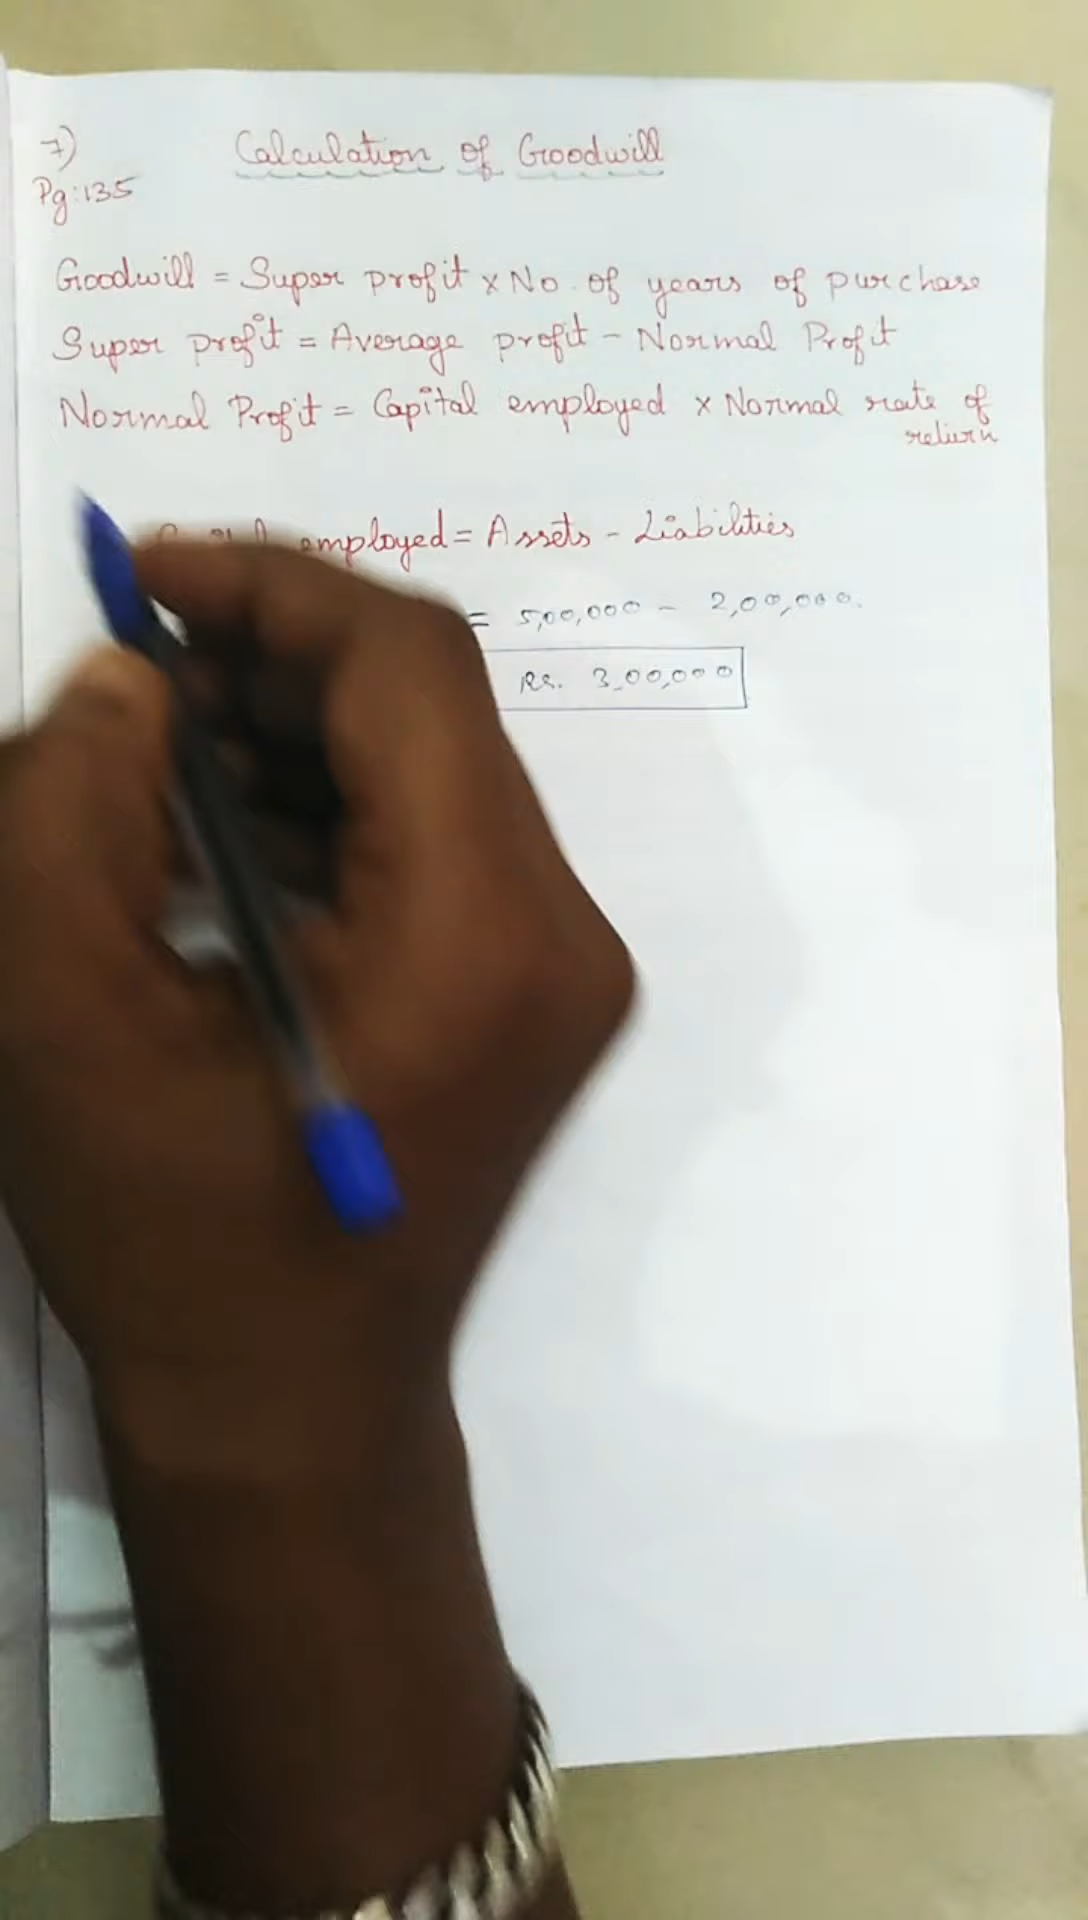 7)
Pg:135
Calculation of Goodwill
Goodwill = Super profit x No. of years of purchase
Super profit = Average profit - Normal Profit
Normal Profit = Capital employed x Normal rate of
return
employed = Assets - Liabilities
= 5,00,000 - 2,00,000.
Rs. 3,00,000